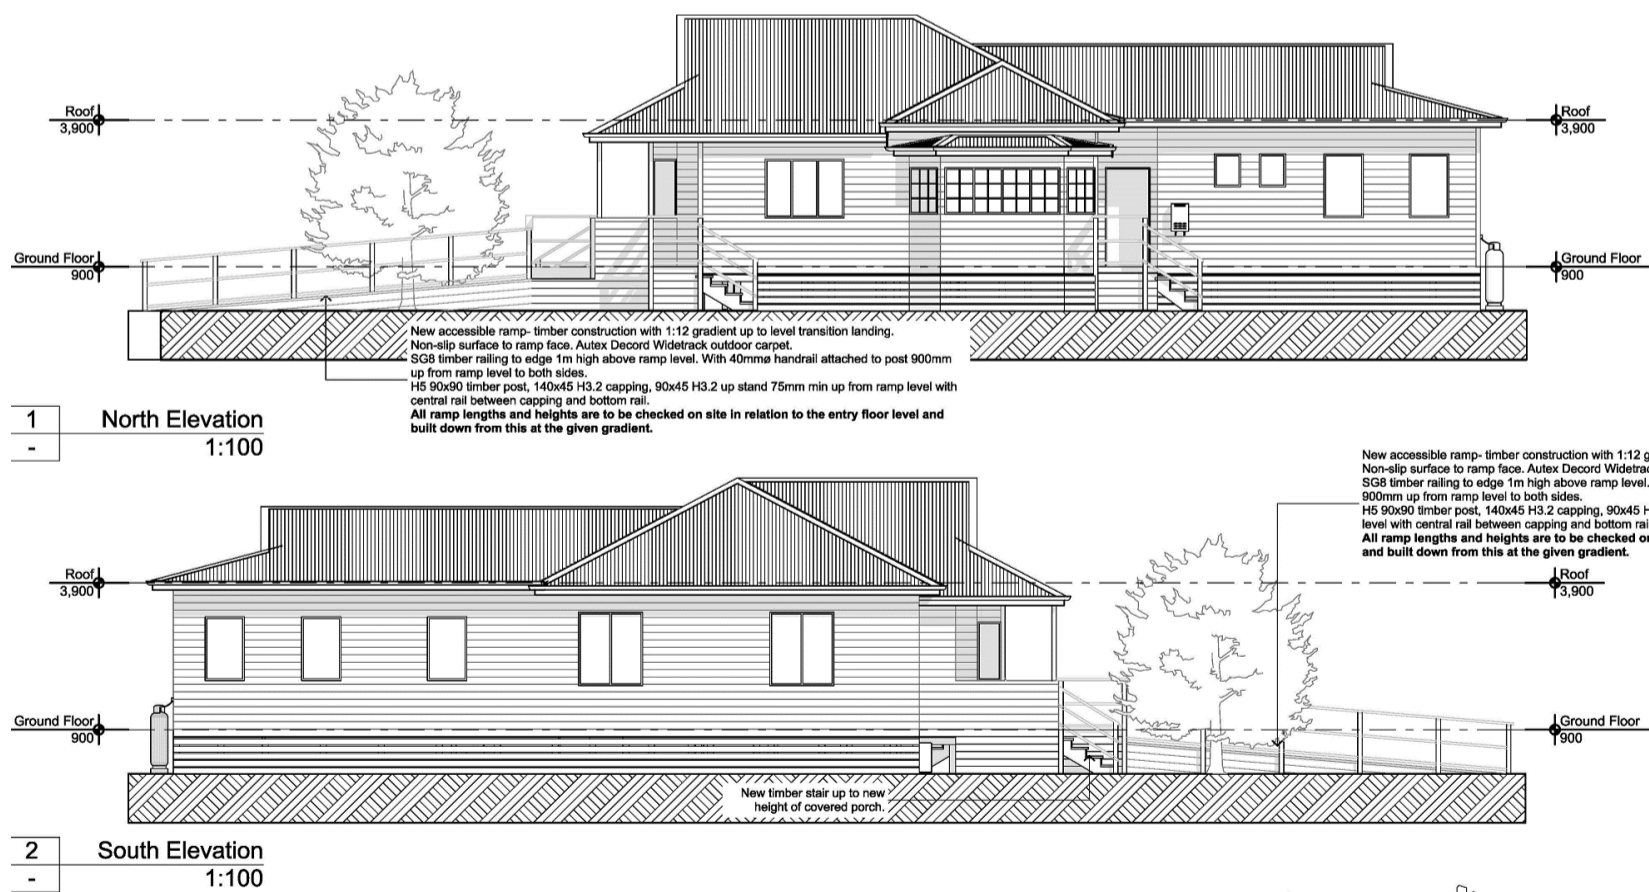 Roof
3,900
Roof
3,900
Ground Floor
900
Ground Floor
900
New accessible ramp- timber construction with 1:12 gradient up to level transition landing.
Non-slip surface to ramp face. Autex Decord Widetrack outdoor carpet.
SG8 timber railing to edge 1m high above ramp level. With 40mmø handrail attached to post 900mm
up from ramp level to both sides.
H5 90x90 timber post, 140x45 H3.2 capping, 90x45 H3.2 up stand 75mm min up from ramp level with
central rail between capping and bottom rail.
All ramp lengths and heights are to be checked on site in relation to the entry floor level and
built down from this at the given gradient.
1
North Elevation
-
1:100
New accessible ramp- timber construction with 1:12 g
Non-slip surface to ramp face. Autex Decord Widetrac
SG8 timber railing to edge 1m high above ramp level.
900mm up from ramp level to both sides.
H5 90x90 timber post, 140x45 H3.2 capping, 90x45 H
level with central rail between capping and bottom rai
All ramp lengths and heights are to be checked o
and built down from this at the given gradient.
Roof
3,900
Roof
3,900
Ground Floor
900
Ground Floor
900
New timber stair up to new
height of covered porch.
2
South Elevation
-
1:100